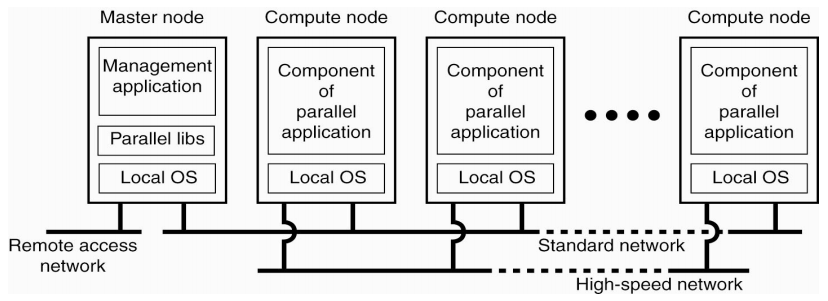 Master node
Compute node
Compute node
Compute node
Management
application
Parallel libs
Local OS
Component
of
parallel
application
Local OS
Component
of
parallel
application
Local OS
Component
of
parallel
application
Local OS
Remote access
network
Standard network
High-speed network